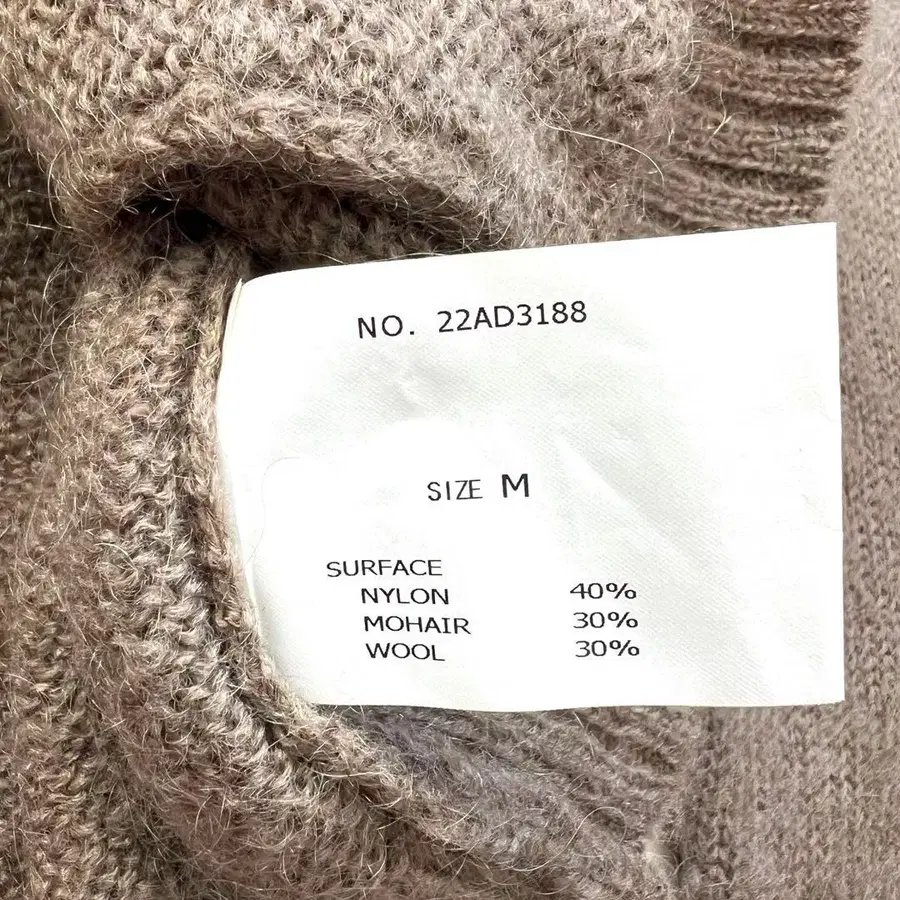 NO. 22AD3188
SIZE M
SURFACE
NYLON 40%
MOHAIR 30%
WOOL 30%